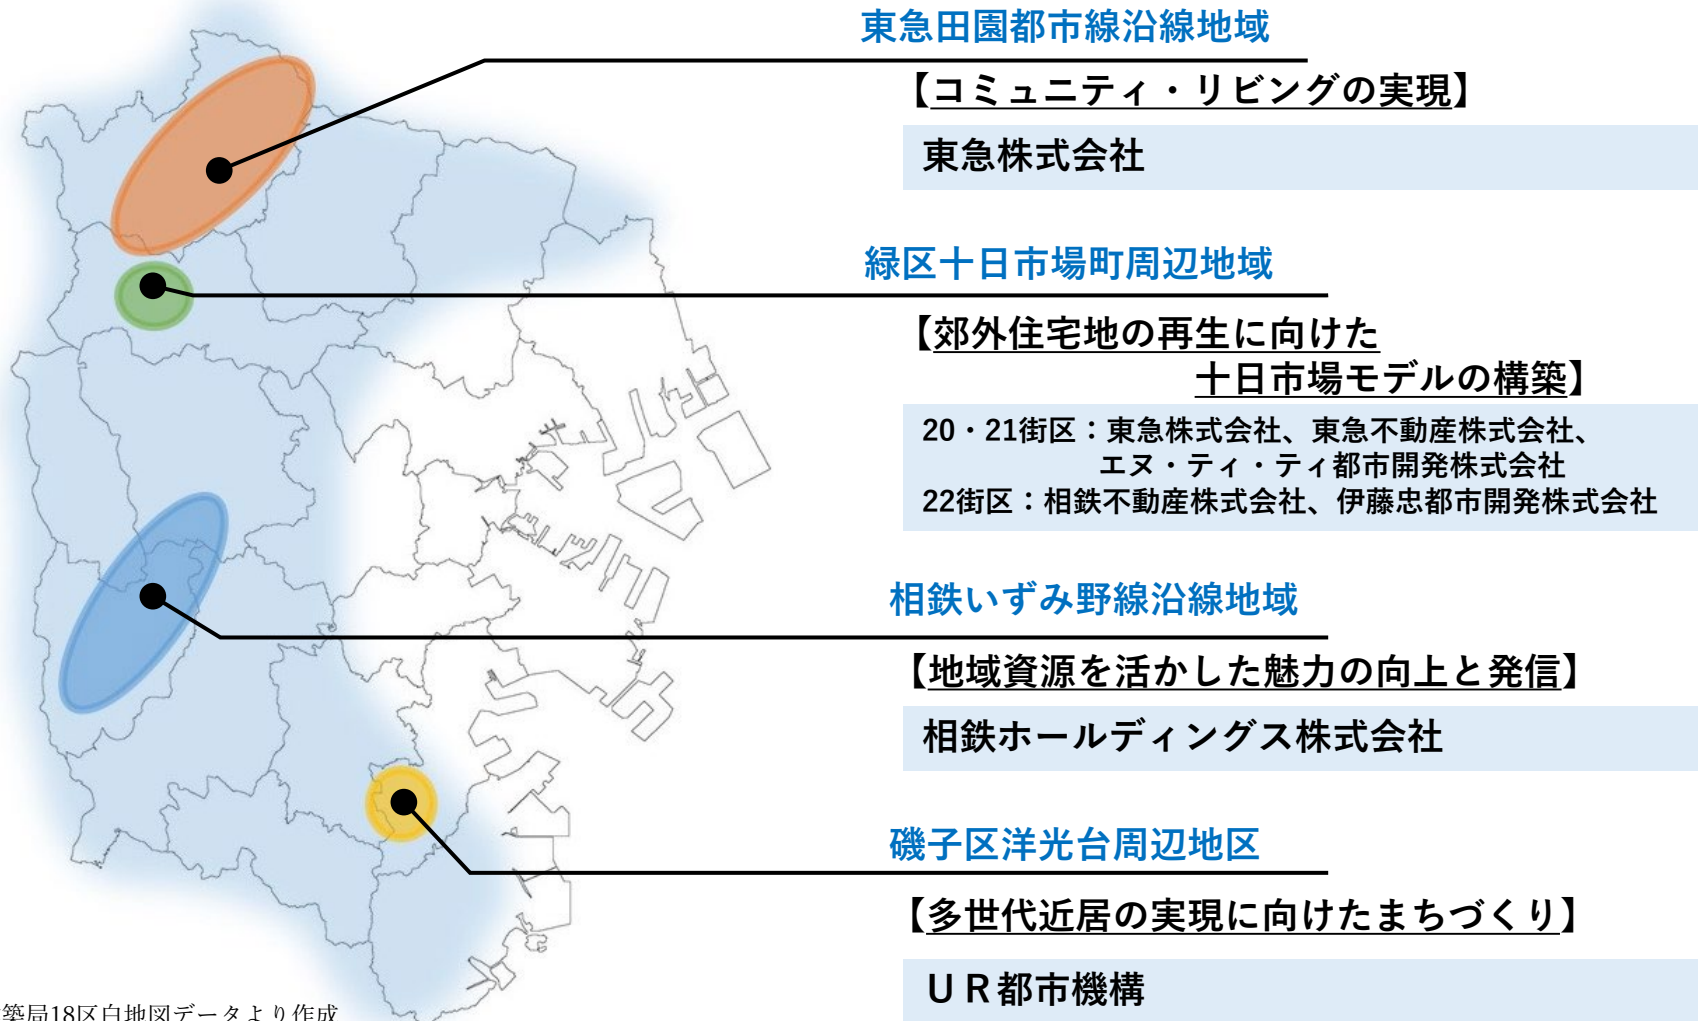 東急田園都市線沿線地域
【コミュニティ・リビングの実現】
東急株式会社
緑区十日市場町周辺地域
【郊外住宅地の再生に向けた
十日市場モデルの構築】
20・21街区：東急株式会社、東急不動産株式会社、
エヌ・ティ・ティ都市開発株式会社
22街区：相鉄不動産株式会社、伊藤忠都市開発株式会社
相鉄いずみ野線沿線地域
【地域資源を活かした魅力の向上と発信】
相鉄ホールディングス株式会社
磯子区洋光台周辺地区
【多世代近居の実現に向けたまちづくり】
ＵＲ都市機構
築局18区白地図データより作成